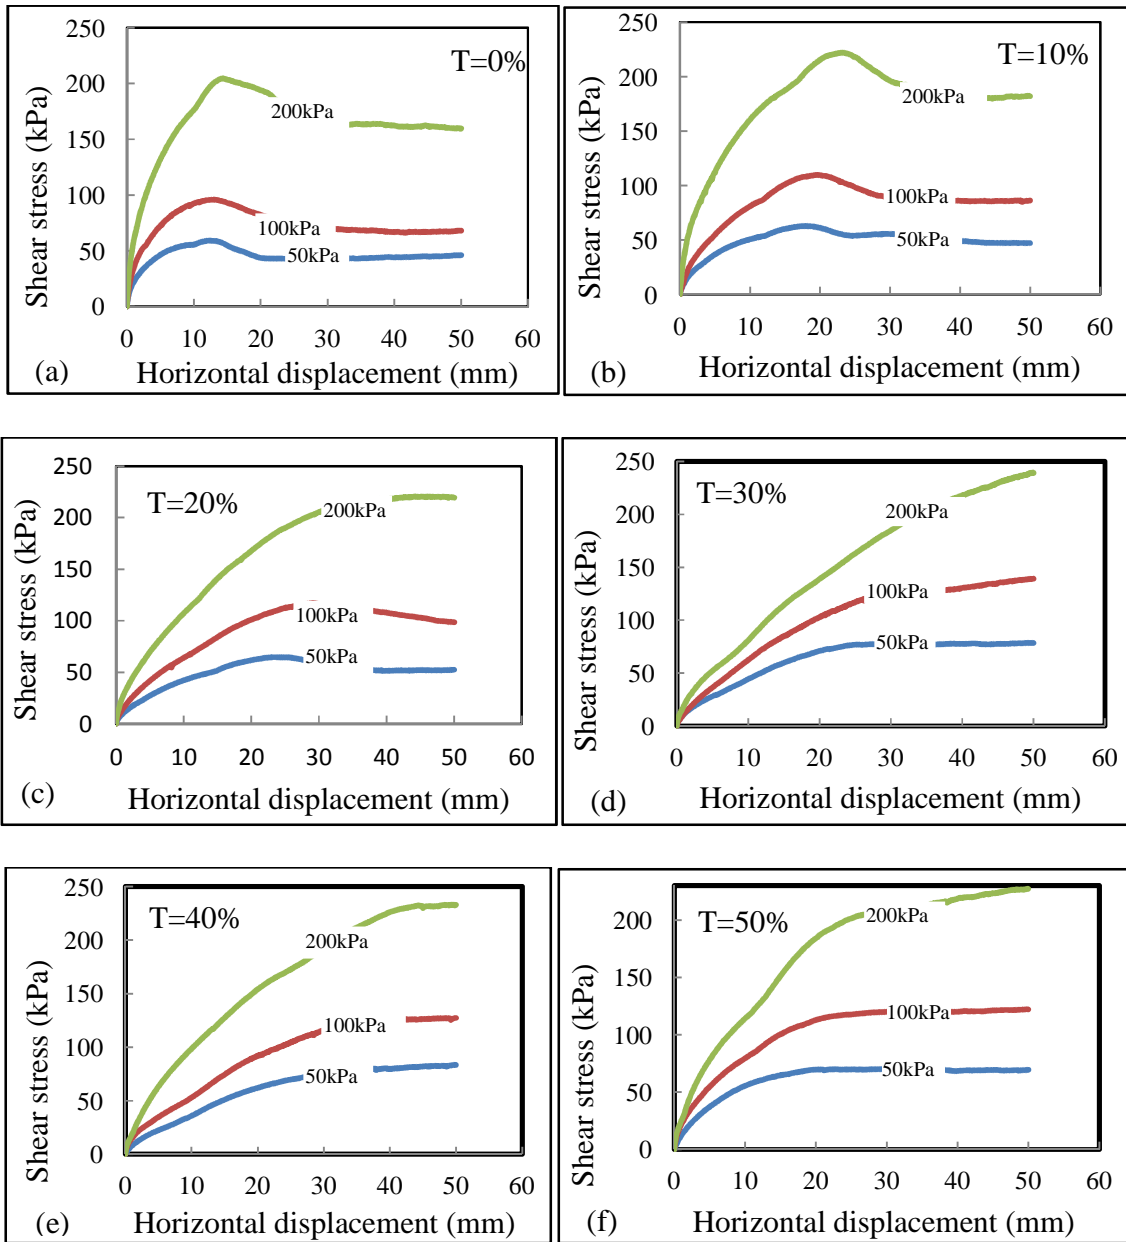 250
200
150
100
50
0
Shear stress (kPa)
T=0%
200kPa
100kPa
50kPa
0 10 20 30 40 50 60
(a)
Horizontal displacement (mm)
250
200
150
100
50
0
Shear stress (kPa)
T=10%
200kPa
100kPa
50kPa
0 10 20 30 40 50 60
(b)
Horizontal displacement (mm)
250
200
150
100
50
0
Shear stress (kPa)
T=20%
200kPa
100kPa
50kPa
0 10 20 30 40 50 60
(c)
Horizontal displacement (mm)
250
200
150
100
50
0
Shear stress (kPa)
T=30%
200kPa
100kPa
50kPa
0 10 20 30 40 50 60
(d)
Horizontal displacement (mm)
250
200
150
100
50
0
Shear stress (kPa)
T=40%
200kPa
100kPa
50kPa
0 10 20 30 40 50 60
(e)
Horizontal displacement (mm)
200
150
100
50
0
Shear stress (kPa)
T=50%
200kPa
100kPa
50kPa
0 10 20 30 40 50 60
(f)
Horizontal displacement (mm)